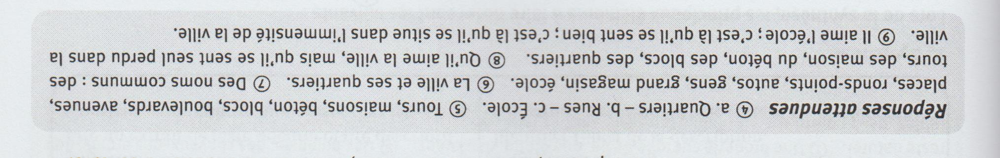 Réponses attendues ④ a. Quartiers – b. Rues – c. École. ⑤ Tours, maisons, béton, blocs, boulevards, avenues,
places, ronds-points, autos, gens, grand magasin, école. ⑥ La ville et ses quartiers. ⑦ Des noms communs : des
tours, des maison, du béton, des blocs, des quartiers. ⑧ Qu'il aime la ville, mais qu'il se sent seul perdu dans la
ville. ⑨ Il aime l'école ; c'est là qu'il se sent bien ; c'est là qu'il se situe dans l'immensité de la ville.